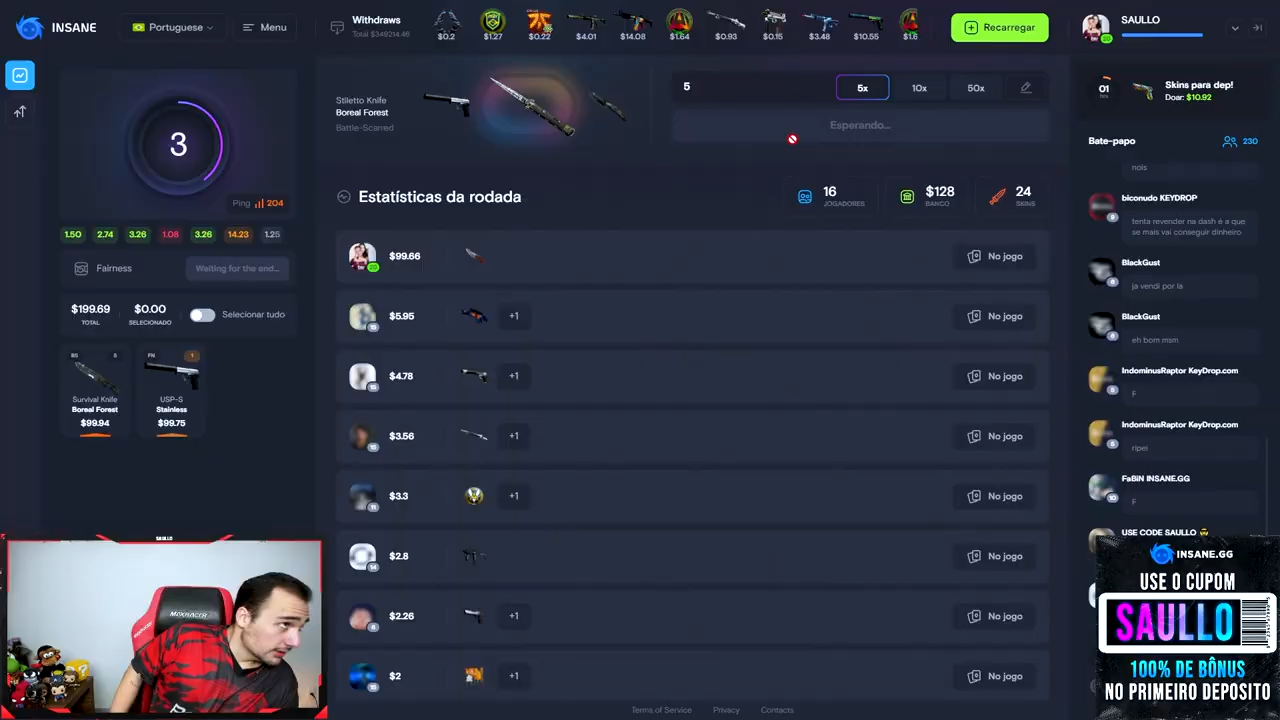 INSANE
Portuguese
Menu
Withdraws
Total $349214.46
$0.2
$1.27
$0.22
$4.01
$14.08
$1.64
$0.93
$0.15
$3.48
$10.55
$1.6
Recarregar
SAULLO
3
Ping 204
1.50 2.74 3.26 1.08 3.26 14.23 1.25
Fairness
Waiting for the end...
$199.69
TOTAL
$0.00
SELECIONADO
Selecionar tudo
BS 5
Survival Knife
Boreal Forest
$99.94
FN 1
USP-S
Stainless
$99.75
Stiletto Knife
Boreal Forest
Battle-Scarred
5
5x
10x
50x
Esperando...
Estatísticas da rodada
16
JOGADORES
$128
BANCO
24
SKINS
$99.66 No jogo
$5.95 +1 No jogo
$4.78 +1 No jogo
$3.56 +1 No jogo
$3.3 +1 No jogo
$2.8 No jogo
$2.26 +1 No jogo
$2 +1 No jogo
Terms of Service
Privacy
Contacts
01
hrs
Skins para dep!
Doar: $10.92
Bate-papo
230
nois
biconudo KEYDROP
tenta revender na dash é a que
se mais vai conseguir dinheiro
BlackGust
ja vendi por la
BlackGust
eh bom msm
IndominusRaptor KeyDrop.com
F
IndominusRaptor KeyDrop.com
ripei
FaBiN INSANE.GG
F
USE CODE SAULLO
SAULLO
MAXRACER
INSANE.GG
USE O CUPOM
SAULLO
100% DE BÔNUS
NO PRIMEIRO DEPOSITO